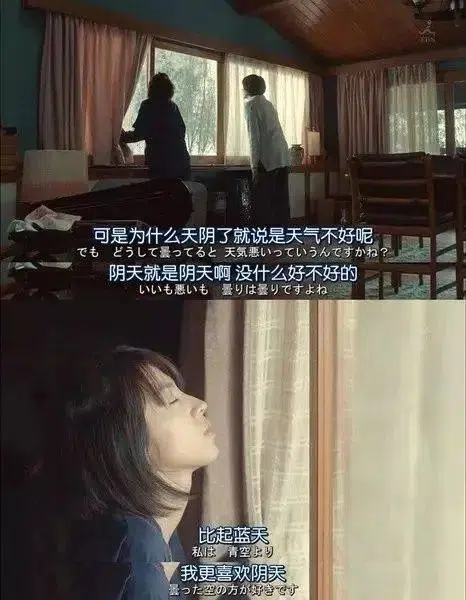 TBS
可是为什么天阴了就说是天气不好呢
でも どうして曇ってると 天気悪いっていうんですかね？
阴天就是阴天啊 没什么好不好的
いいも悪いも 曇りは曇りですよね
比起蓝天
私は 青空より
我更喜欢阴天
曇った空の方が好きです